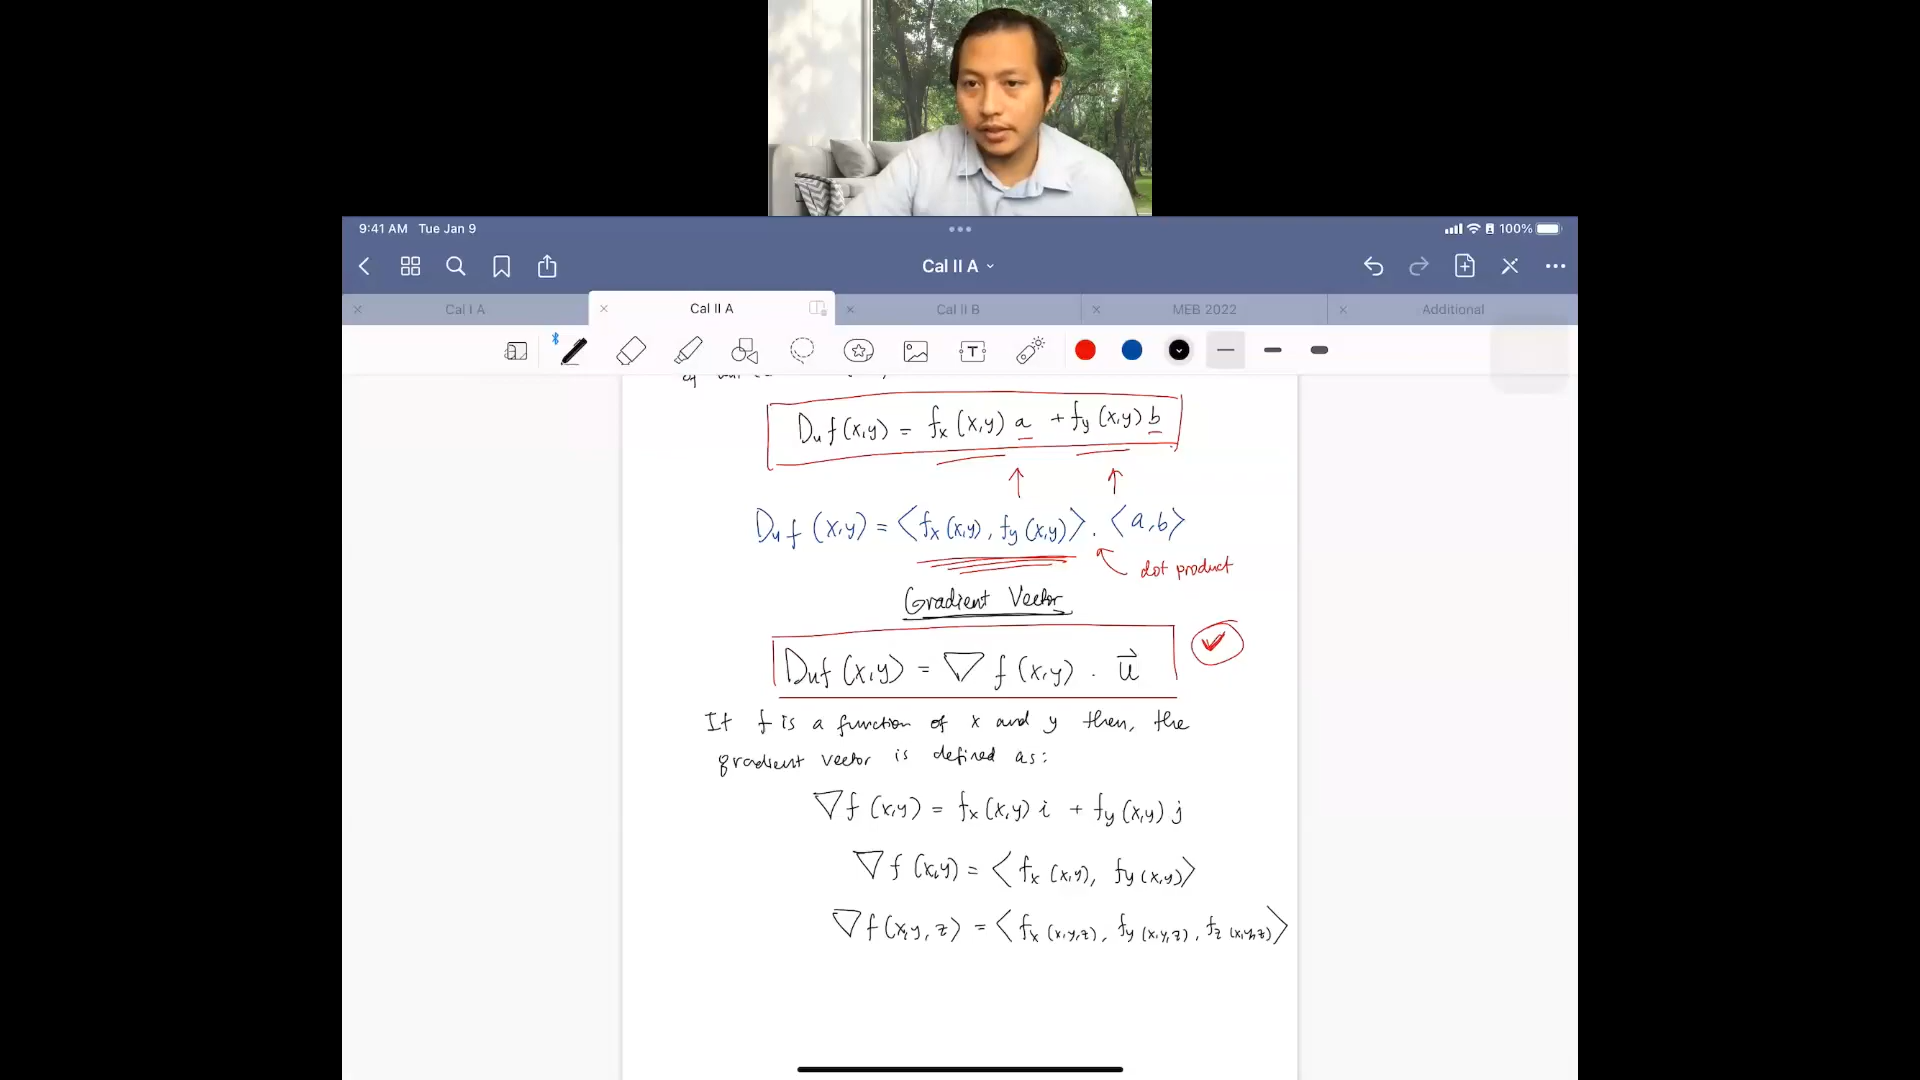 9:41 AM Tue Jan 9
100%
Cal II A
Cal I A
Cal II A
Cal II B
MEB 2022
Additional
T
Du f(x,y) = fx (x,y) a + fy (x,y) b
Du f (x,y) = ⟨fx (x,y), fy (x,y)⟩ . ⟨a,b⟩
dot product
Gradient Vector
Duf (x,y) = ▽ f (x,y) . u⃗
If f is a function of x and y then, the
gradient vector is defined as:
▽f (x,y) = fx (x,y) i + fy (x,y) j
▽f (x,y) = ⟨fx (x,y), fy (x,y)⟩
▽f(x,y,z) = ⟨fx (x,y,z), fy (x,y,z), fz (x,y,z)⟩